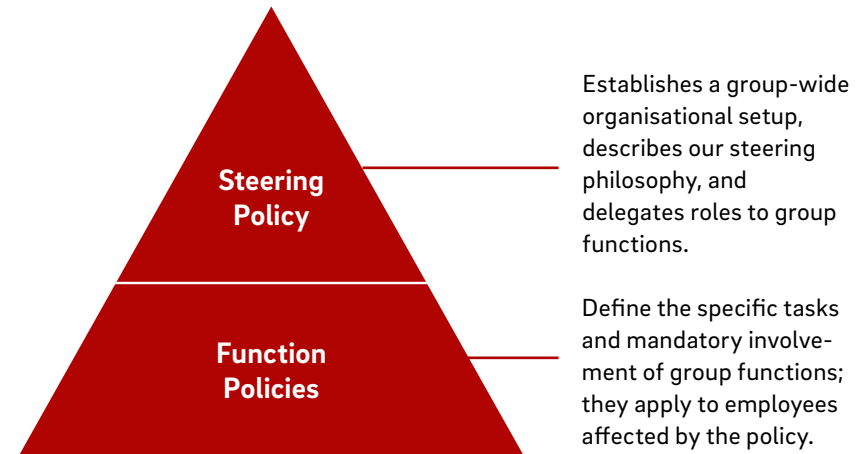 Steering
Policy
Establishes a group-wide
organisational setup,
describes our steering
philosophy, and
delegates roles to group
functions.
Function
Policies
Define the specific tasks
and mandatory involve-
ment of group functions;
they apply to employees
affected by the policy.